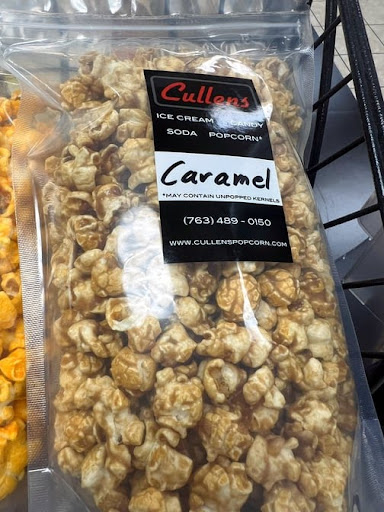 Cullens
ICE CREAM CANDY
SODA POPCORN*
Caramel
*MAY CONTAIN UNPOPPED KERNELS
(763) 489 - 0150
WWW.CULLENSPOPCORN.COM